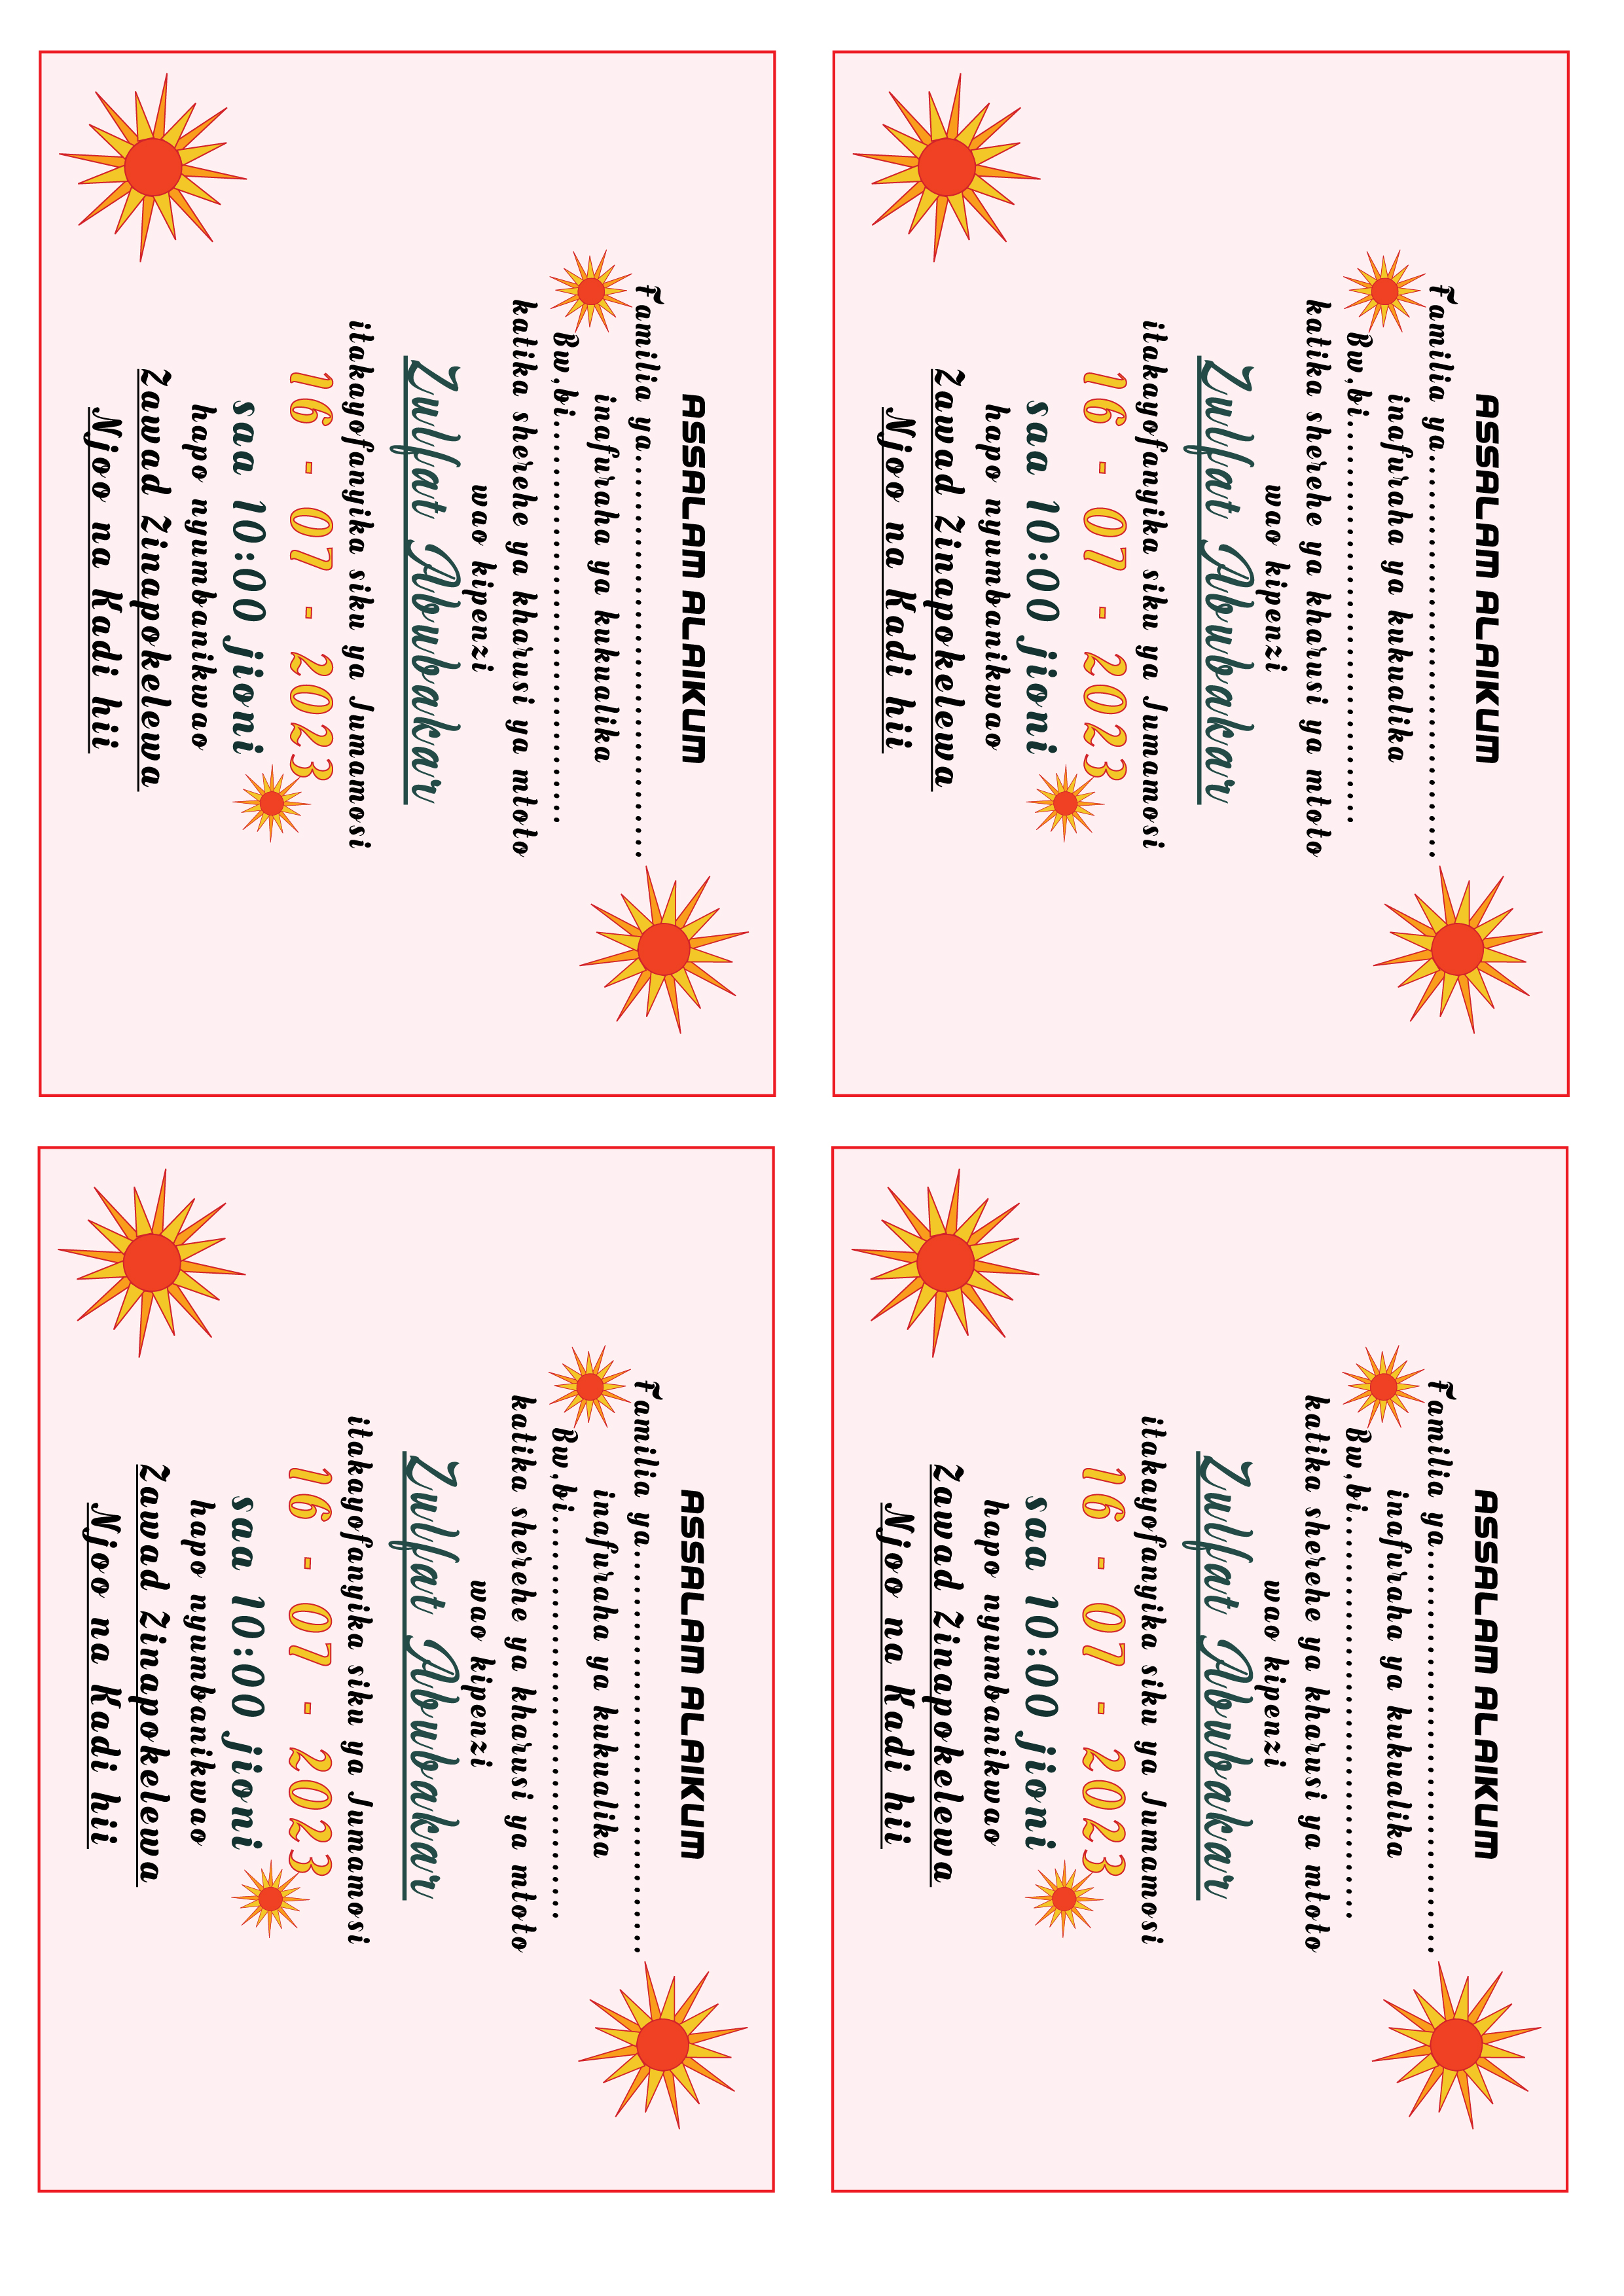 ASSALAM ALAIKUM
Familia ya........................................
inafuraha ya kukualika
Bw,bi........................................
katika sherehe ya kharusi ya mtoto
wao kipenzi
Zulfat Abubakar
itakayofanyika siku ya Jumamosi
16 - 07 - 2023
saa 10:00 jioni
hapo nyumbanikwao
Zawad Zinapokelewa
Njoo na Kadi hii
ASSALAM ALAIKUM
Familia ya........................................
inafuraha ya kukualika
Bw,bi........................................
katika sherehe ya kharusi ya mtoto
wao kipenzi
Zulfat Abubakar
itakayofanyika siku ya Jumamosi
16 - 07 - 2023
saa 10:00 jioni
hapo nyumbanikwao
Zawad Zinapokelewa
Njoo na Kadi hii
ASSALAM ALAIKUM
Familia ya........................................
inafuraha ya kukualika
Bw,bi........................................
katika sherehe ya kharusi ya mtoto
wao kipenzi
Zulfat Abubakar
itakayofanyika siku ya Jumamosi
16 - 07 - 2023
saa 10:00 jioni
hapo nyumbanikwao
Zawad Zinapokelewa
Njoo na Kadi hii
ASSALAM ALAIKUM
Familia ya........................................
inafuraha ya kukualika
Bw,bi........................................
katika sherehe ya kharusi ya mtoto
wao kipenzi
Zulfat Abubakar
itakayofanyika siku ya Jumamosi
16 - 07 - 2023
saa 10:00 jioni
hapo nyumbanikwao
Zawad Zinapokelewa
Njoo na Kadi hii